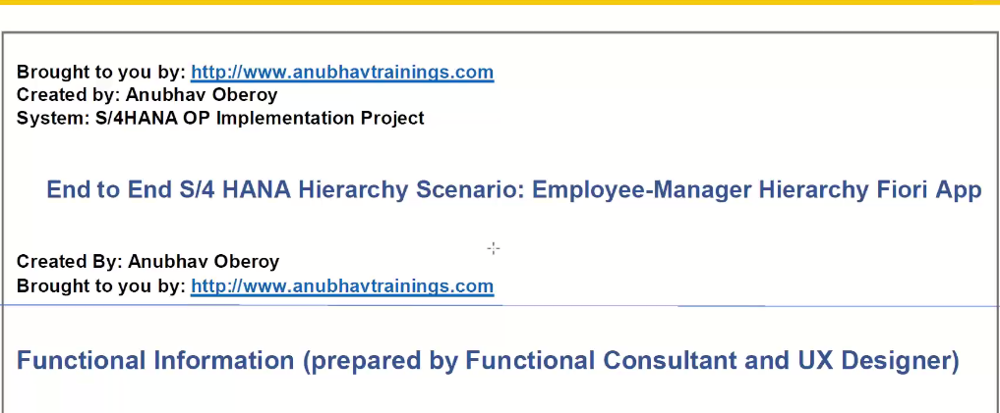 Brought to you by: http://www.anubhavtrainings.com
Created by: Anubhav Oberoy
System: S/4HANA OP Implementation Project
End to End S/4 HANA Hierarchy Scenario: Employee-Manager Hierarchy Fiori App
Created By: Anubhav Oberoy
Brought to you by: http://www.anubhavtrainings.com
Functional Information (prepared by Functional Consultant and UX Designer)